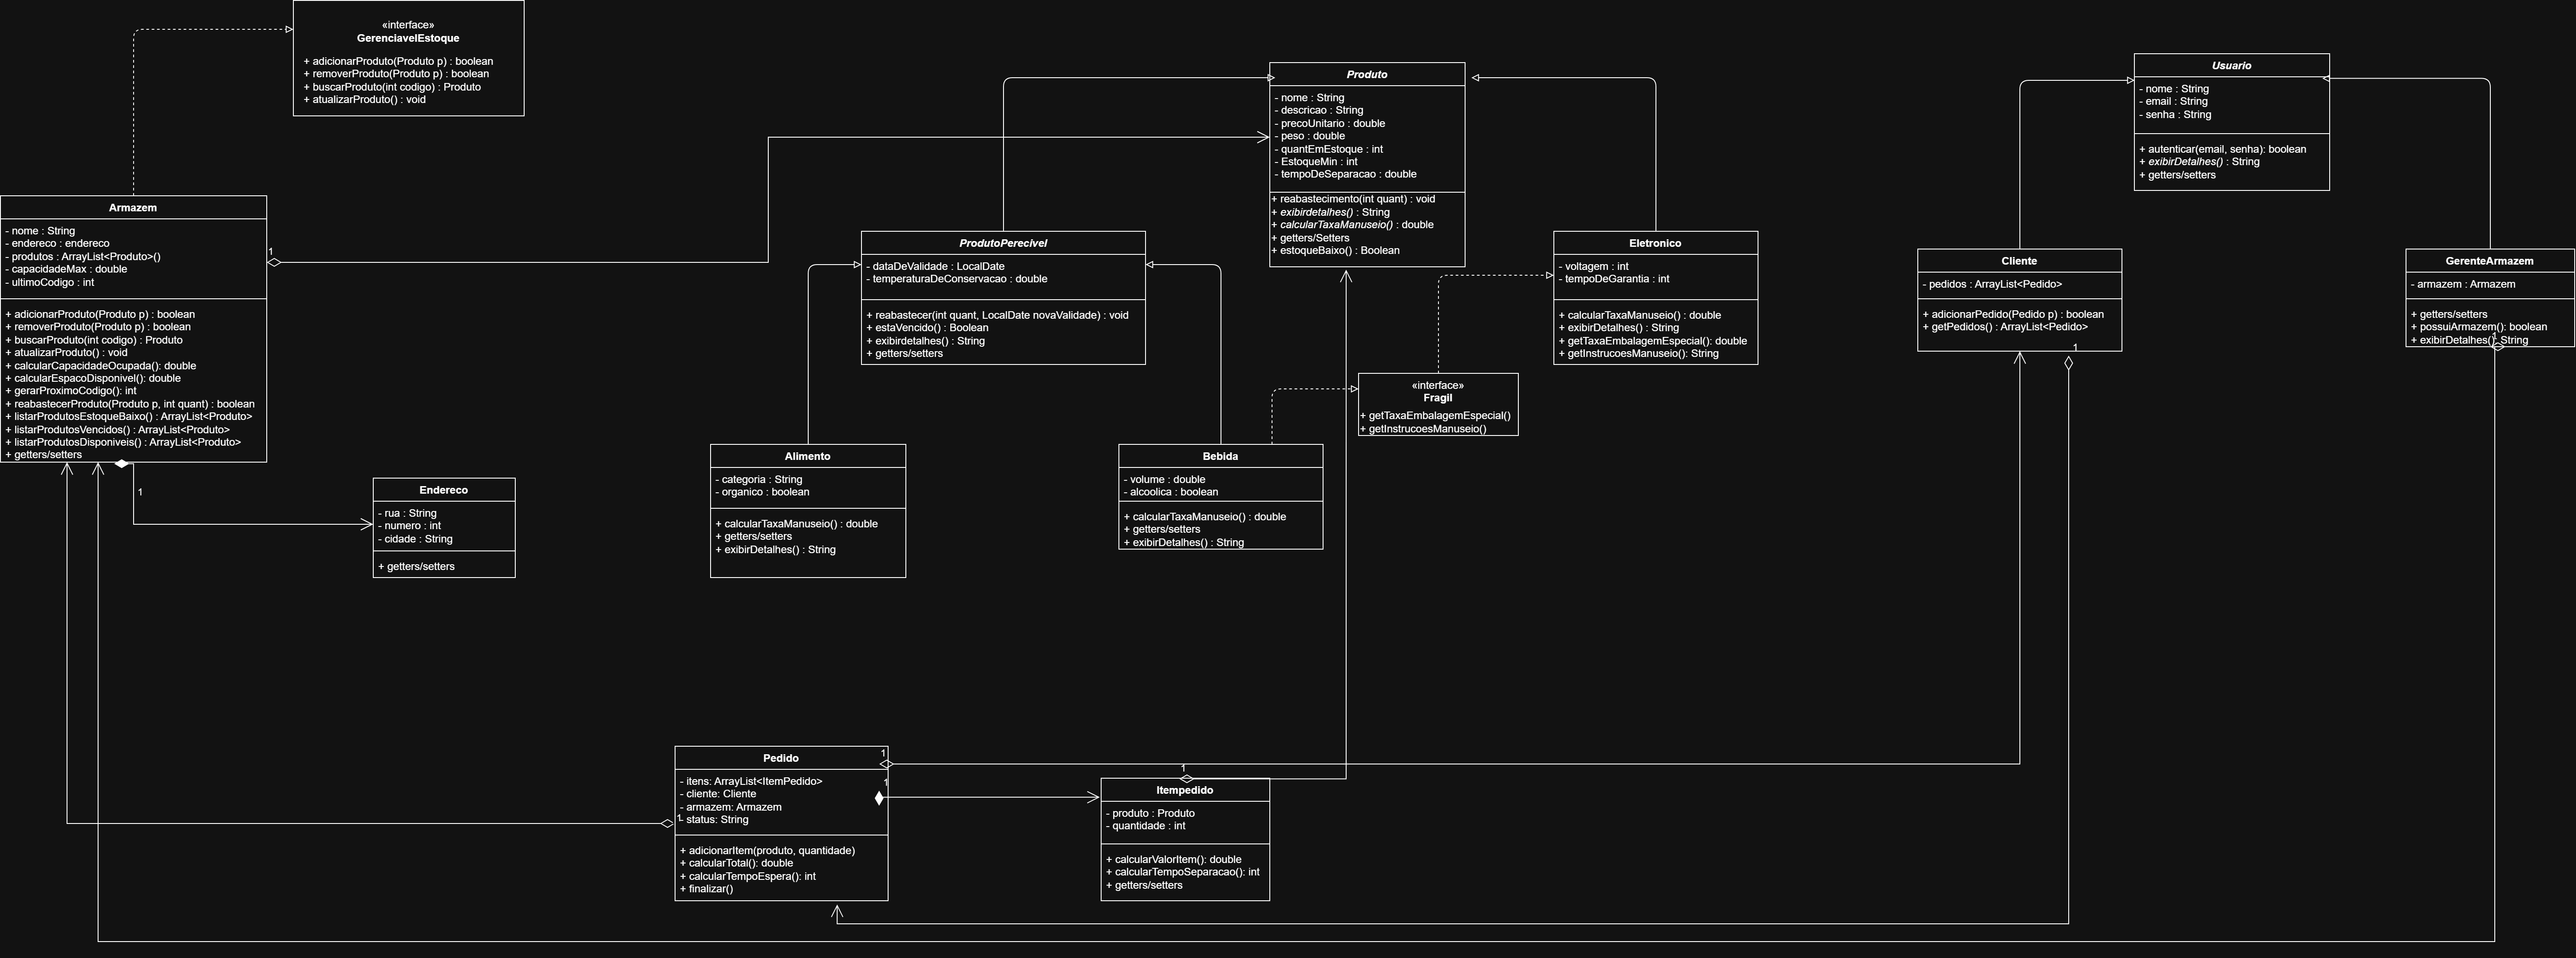 «interface»
GerenciavelEstoque
+ adicionarProduto(Produto p) : boolean
+ removerProduto(Produto p) : boolean
+ buscarProduto(int codigo) : Produto
+ atualizarProduto() : void
Armazem
- nome : String
- endereco : endereco
- produtos : ArrayList<Produto>()
- capacidadeMax : double
- ultimoCodigo : int
+ adicionarProduto(Produto p) : boolean
+ removerProduto(Produto p) : boolean
+ buscarProduto(int codigo) : Produto
+ atualizarProduto() : void
+ calcularCapacidadeOcupada(): double
+ calcularEspacoDisponivel(): double
+ gerarProximoCodigo(): int
+ reabastecerProduto(Produto p, int quant) : boolean
+ listarProdutosEstoqueBaixo() : ArrayList<Produto>
+ listarProdutosVencidos() : ArrayList<Produto>
+ listarProdutosDisponiveis() : ArrayList<Produto>
+ getters/setters
1
1
Endereco
- rua : String
- numero : int
- cidade : String
+ getters/setters
Produto
- nome : String
- descricao : String
- precoUnitario : double
- peso : double
- quantEmEstoque : int
- EstoqueMin : int
- tempoDeSeparacao : double
+ reabastecimento(int quant) : void
+ exibirdetalhes() : String
+ calcularTaxaManuseio() : double
+ getters/Setters
+ estoqueBaixo() : Boolean
ProdutoPerecível
- dataDeValidade : LocalDate
- temperaturaDeConservacao : double
+ reabastecer(int quant, LocalDate novaValidade) : void
+ estaVencido() : Boolean
+ exibirdetalhes() : String
+ getters/setters
Eletronico
- voltagem : int
- tempoDeGarantia : int
+ calcularTaxaManuseio() : double
+ exibirDetalhes() : String
+ getTaxaEmbalagemEspecial(): double
+ getInstrucoesManuseio(): String
«interface»
Fragil
+ getTaxaEmbalagemEspecial()
+ getInstrucoesManuseio()
Alimento
- categoria : String
- organico : boolean
+ calcularTaxaManuseio() : double
+ getters/setters
+ exibirDetalhes() : String
Bebida
- volume : double
- alcoolica : boolean
+ calcularTaxaManuseio() : double
+ getters/setters
+ exibirDetalhes() : String
Usuario
- nome : String
- email : String
- senha : String
+ autenticar(email, senha): boolean
+ exibirDetalhes() : String
+ getters/setters
Cliente
- pedidos : ArrayList<Pedido>
+ adicionarPedido(Pedido p) : boolean
+ getPedidos() : ArrayList<Pedido>
1
GerenteArmazem
- armazem : Armazem
+ getters/setters
+ possuiArmazem(): boolean
+ exibirDetalhes(): String
1
Pedido
- itens: ArrayList<ItemPedido>
- cliente: Cliente
- armazem: Armazem
- status: String
+ adicionarItem(produto, quantidade)
+ calcularTotal(): double
+ calcularTempoEspera(): int
+ finalizar()
1
1
1
1
Itempedido
- produto : Produto
- quantidade : int
+ calcularValorItem(): double
+ calcularTempoSeparacao(): int
+ getters/setters